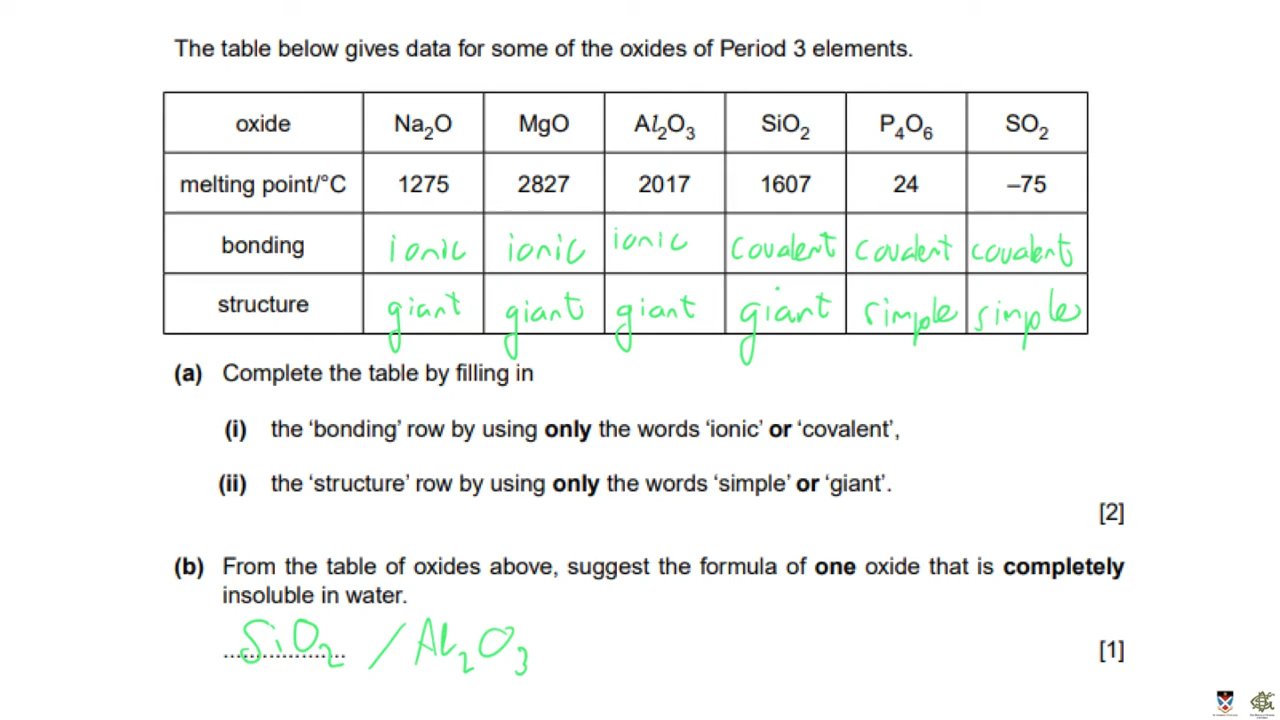 The table below gives data for some of the oxides of Period 3 elements.
oxide Na₂O MgO Al₂O₃ SiO₂ P₄O₆ SO₂
melting point/°C 1275 2827 2017 1607 24 –75
bonding ionic ionic ionic covalent covalent covalent
structure giant giant giant giant simple simple
(a) Complete the table by filling in
(i) the ‘bonding’ row by using only the words ‘ionic’ or ‘covalent’,
(ii) the ‘structure’ row by using only the words ‘simple’ or ‘giant’.
[2]
(b) From the table of oxides above, suggest the formula of one oxide that is completely
insoluble in water.
SiO₂ / Al₂O₃ [1]